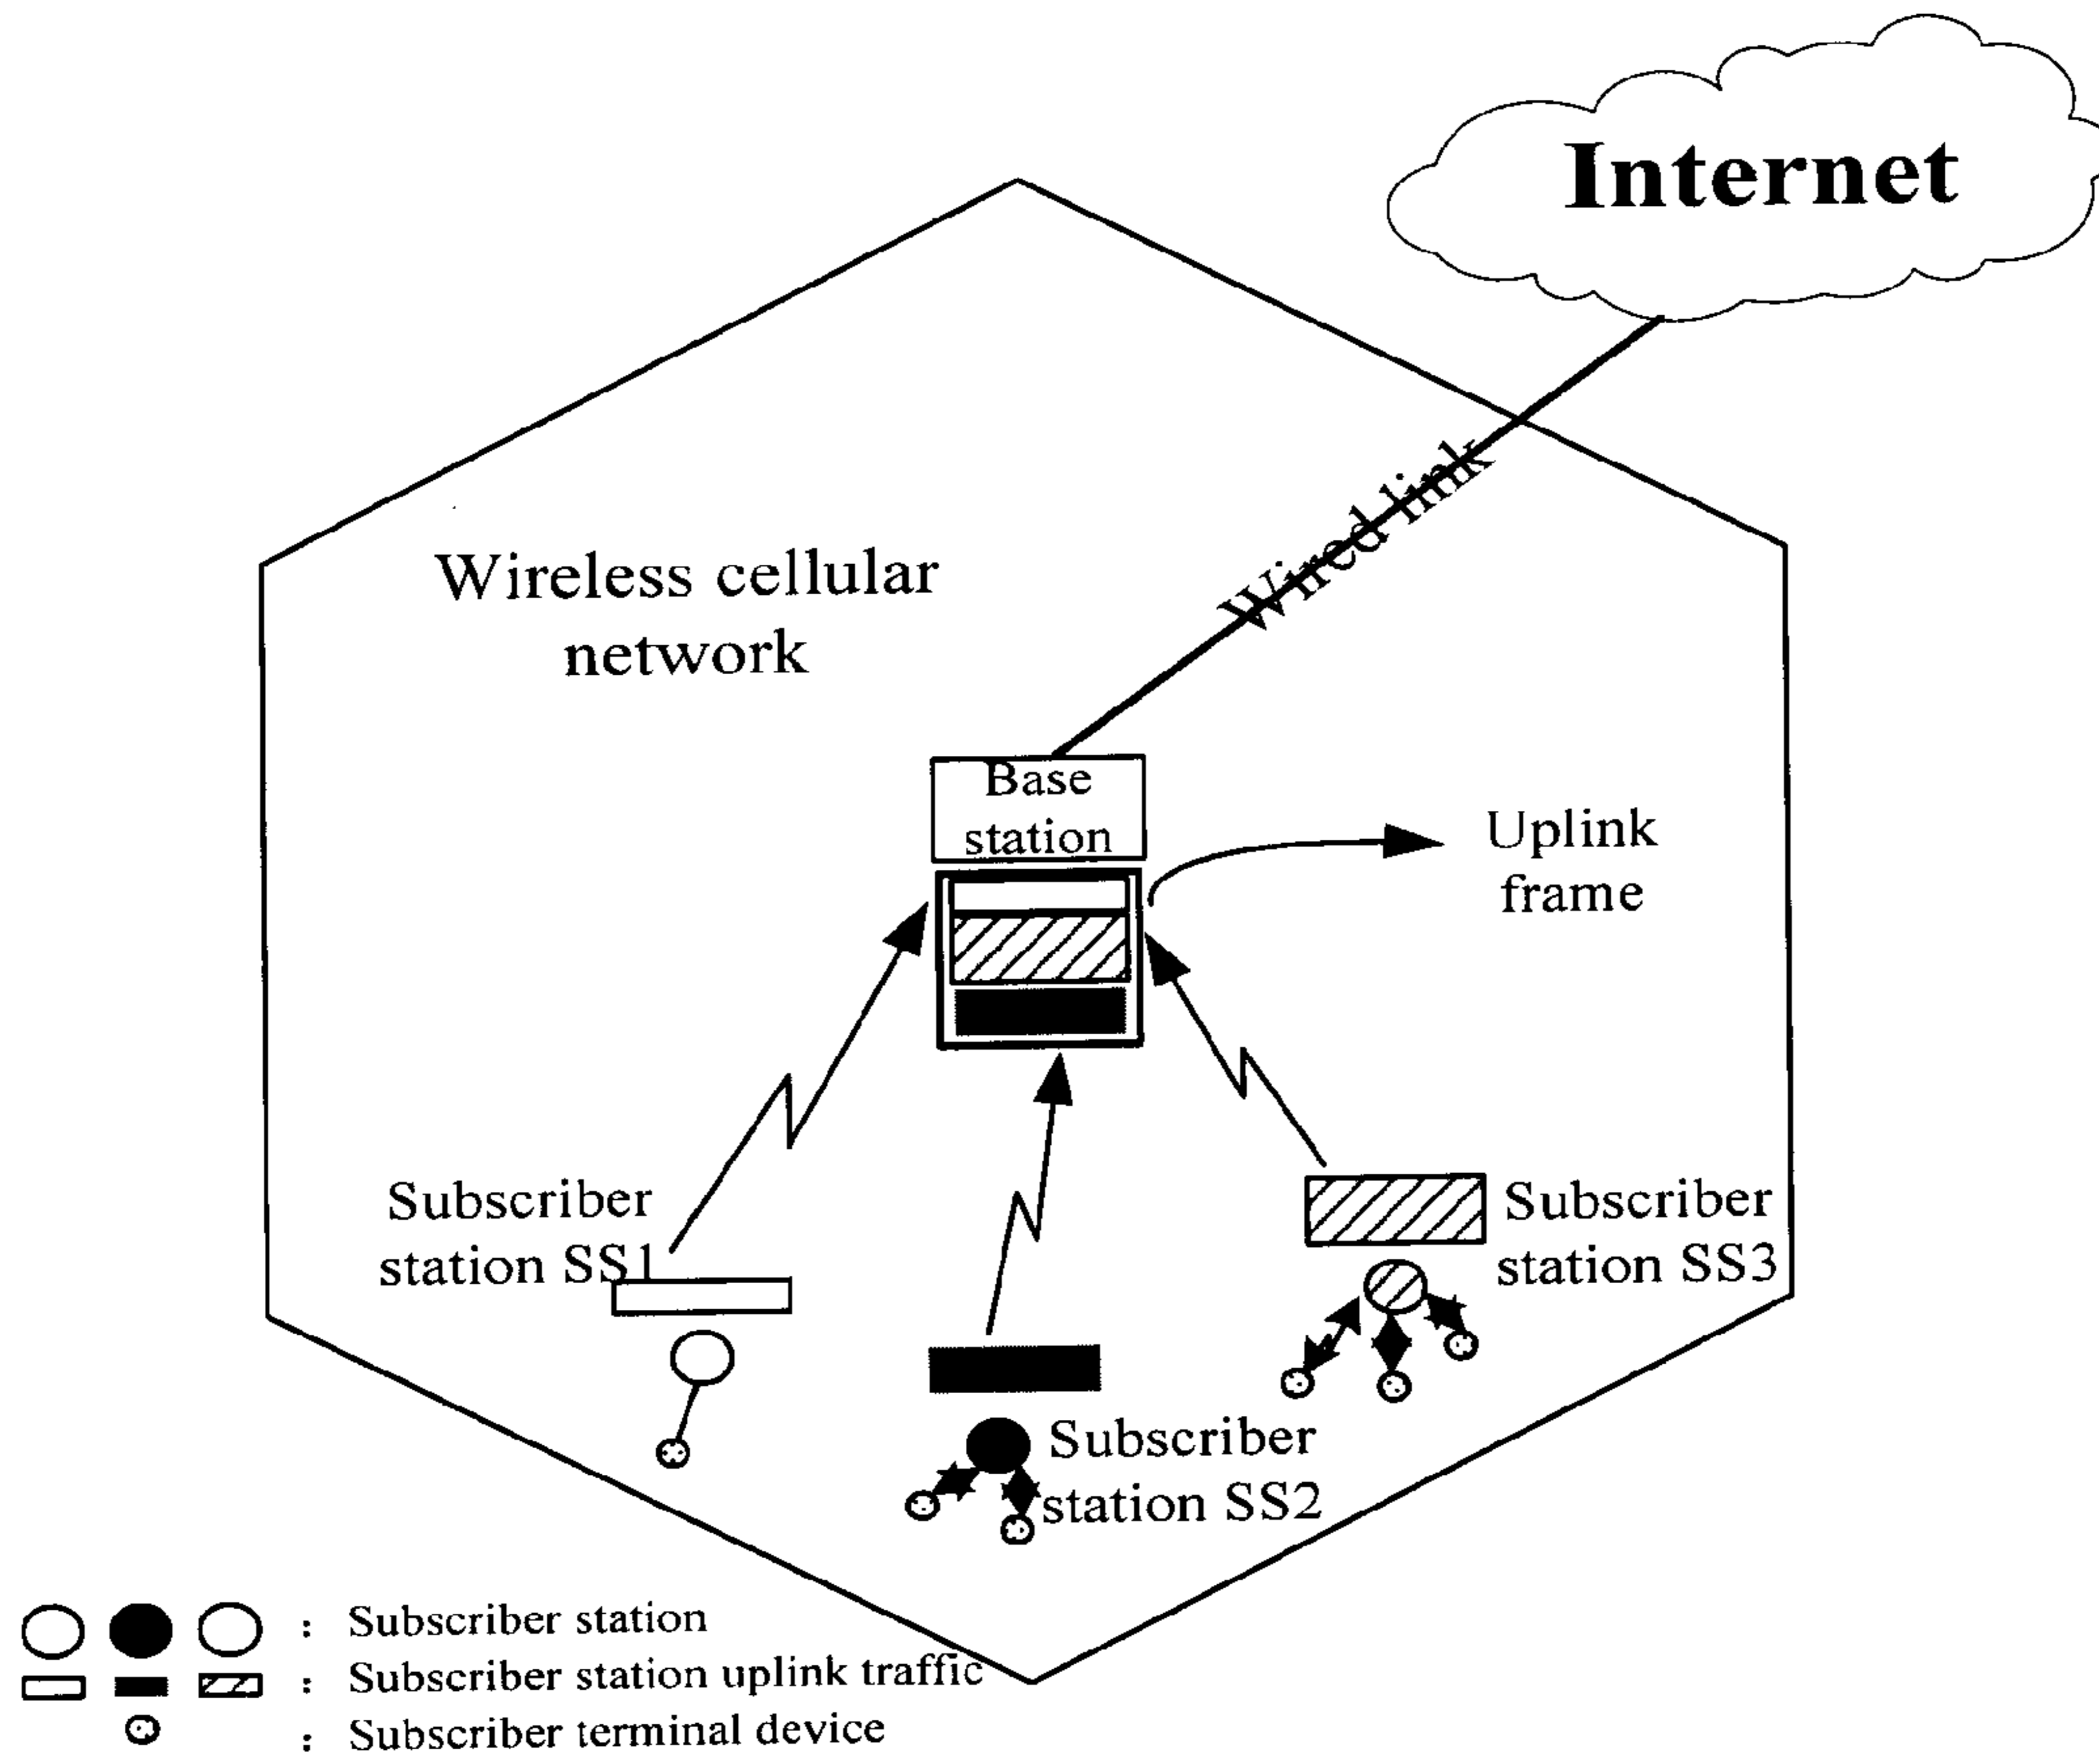 Internet
Wired link
Wireless cellular
network
Base
station
Uplink
frame
Subscriber
station SS1
Subscriber
station SS3
Subscriber
station SS2
: Subscriber station
: Subscriber station uplink traffic
: Subscriber terminal device